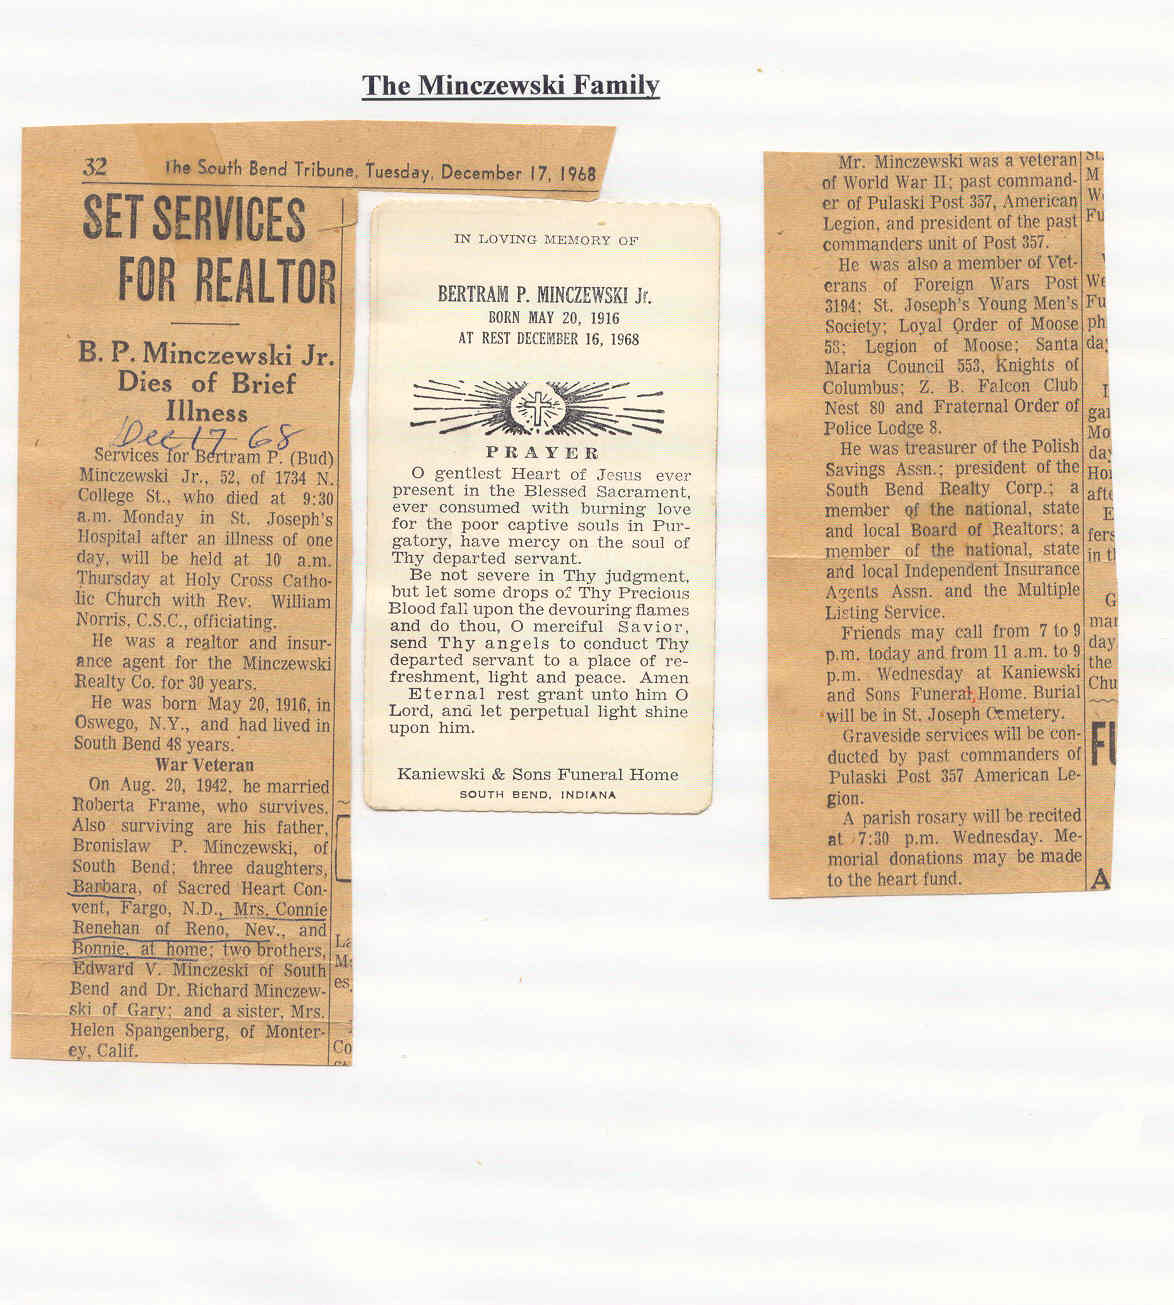 The Minczewski Family
32 The South Bend Tribune, Tuesday, December 17, 1968
SET SERVICES
FOR REALTOR
B. P. Minczewski Jr.
Dies of Brief
Illness
Dec 17 68
Services for Bertram P. (Bud)
Minczewski Jr., 52, of 1734 N.
College St., who died at 9:30
a.m. Monday in St. Joseph's
Hospital after an illness of one
day, will be held at 10 a.m.
Thursday at Holy Cross Catho-
lic Church with Rev. William
Norris, C.S.C., officiating.
He was a realtor and insur-
ance agent for the Minczewski
Realty Co. for 30 years.
He was born May 20, 1916, in
Oswego, N.Y., and had lived in
South Bend 48 years.
War Veteran
On Aug. 20, 1942, he married
Roberta Frame, who survives.
Also surviving are his father,
Bronislaw P. Minczewski, of
South Bend; three daughters,
Barbara, of Sacred Heart Con-
vent, Fargo, N.D., Mrs. Connie
Renehan of Reno, Nev., and
Bonnie, at home; two brothers,
Edward V. Minczeski of South
Bend and Dr. Richard Minczew-
ski of Gary; and a sister, Mrs.
Helen Spangenberg, of Monter-
ey, Calif.
IN LOVING MEMORY OF
BERTRAM P. MINCZEWSKI Jr.
BORN MAY 20, 1916
AT REST DECEMBER 16, 1968
PRAYER
O gentlest Heart of Jesus ever
present in the Blessed Sacrament,
ever consumed with burning love
for the poor captive souls in Pur-
gatory, have mercy on the soul of
Thy departed servant.
Be not severe in Thy judgment,
but let some drops of Thy Precious
Blood fall upon the devouring flames
and do thou, O merciful Savior,
send Thy angels to conduct Thy
departed servant to a place of re-
freshment, light and peace. Amen
Eternal rest grant unto him O
Lord, and let perpetual light shine
upon him.
Kaniewski & Sons Funeral Home
SOUTH BEND, INDIANA
Mr. Minczewski was a veteran
of World War II; past command-
er of Pulaski Post 357, American
Legion, and president of the past
commanders unit of Post 357.
He was also a member of Vet-
erans of Foreign Wars Post
3194; St. Joseph's Young Men's
Society; Loyal Order of Moose
53; Legion of Moose; Santa
Maria Council 553, Knights of
Columbus; Z. B. Falcon Club
Nest 80 and Fraternal Order of
Police Lodge 8.
He was treasurer of the Polish
Savings Assn.; president of the
South Bend Realty Corp.; a
member of the national, state
and local Board of Realtors; a
member of the national, state
and local Independent Insurance
Agents Assn. and the Multiple
Listing Service.
Friends may call from 7 to 9
p.m. today and from 11 a.m. to 9
p.m. Wednesday at Kaniewski
and Sons Funeral Home. Burial
will be in St. Joseph Cemetery.
Graveside services will be con-
ducted by past commanders of
Pulaski Post 357 American Le-
gion.
A parish rosary will be recited
at 7:30 p.m. Wednesday. Me-
morial donations may be made
to the heart fund.